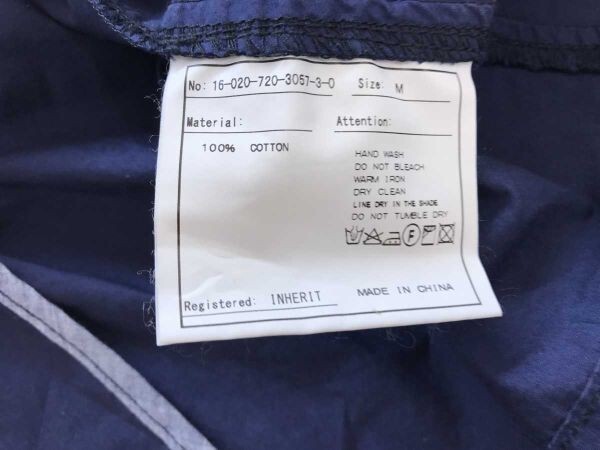 No: 16-020-720-3057-3-0 Size: M
Material: Attention:
100% COTTON
HAND WASH
DO NOT BLEACH
WARM IRON
DRY CLEAN
LINE DRY IN THE SHADE
DO NOT TUMBLE DRY
F
Registered: INHERIT MADE IN CHINA